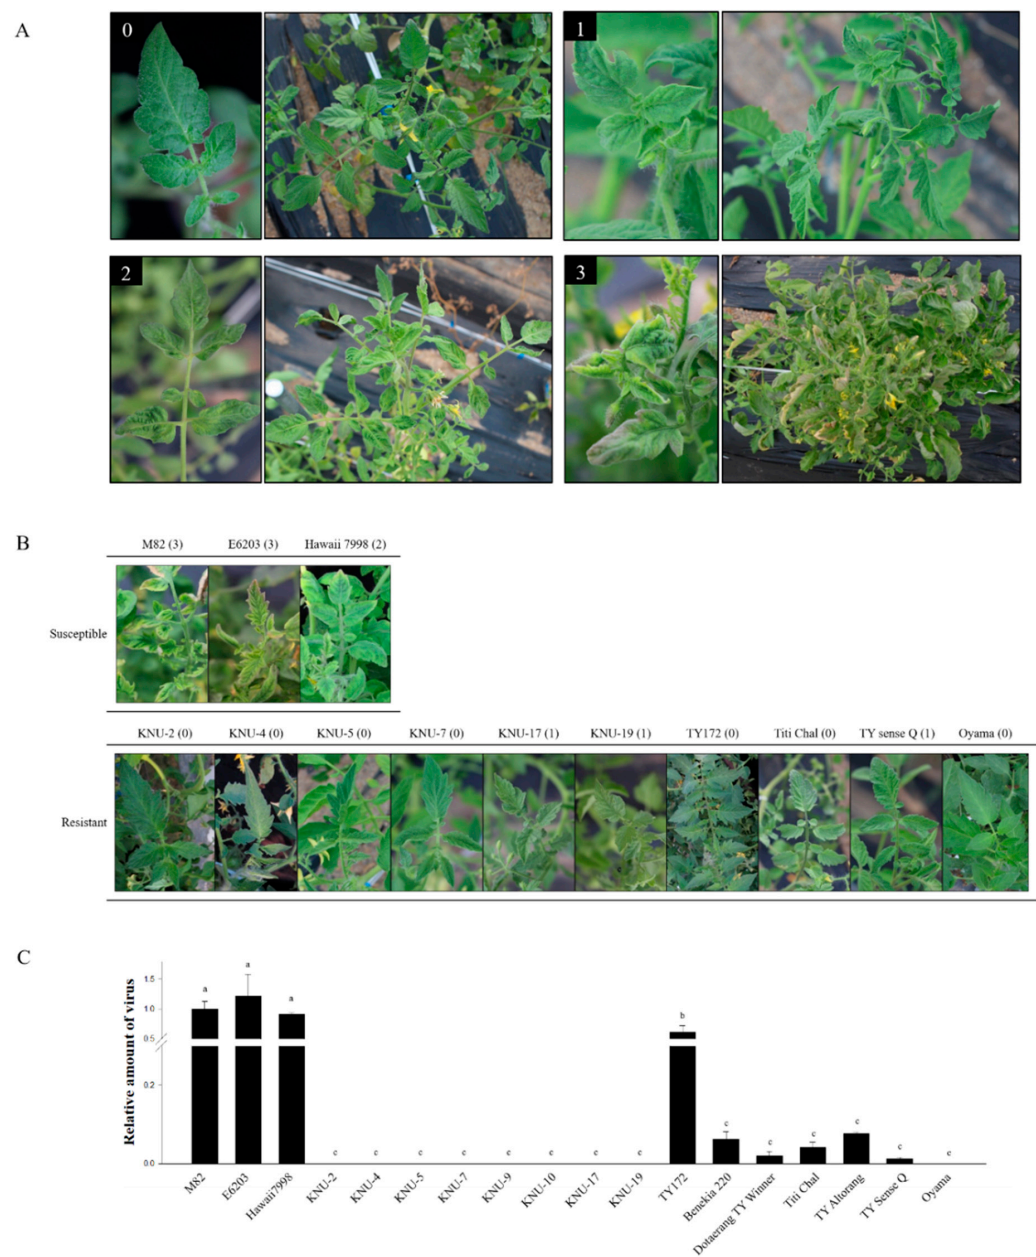 A
0
1
2
3
B
M82 (3) E6203 (3) Hawaii 7998 (2)
Susceptible
KNU-2 (0) KNU-4 (0) KNU-5 (0) KNU-7 (0) KNU-17 (1) KNU-19 (1) TY172 (0) Titi Chal (0) TY sense Q (1) Oyama (0)
Resistant
C
Relative amount of virus
1.5
1.0
0.5
0.2
0.0
a a a c c c c c c c c b c c c c c c
M82 E6203 Hawaii7998 KNU-2 KNU-4 KNU-5 KNU-7 KNU-9 KNU-10 KNU-17 KNU-19 TY172 Benekia 220 Dotaerang TY Winner Titi Chal TY Altorang TY Sense Q Oyama